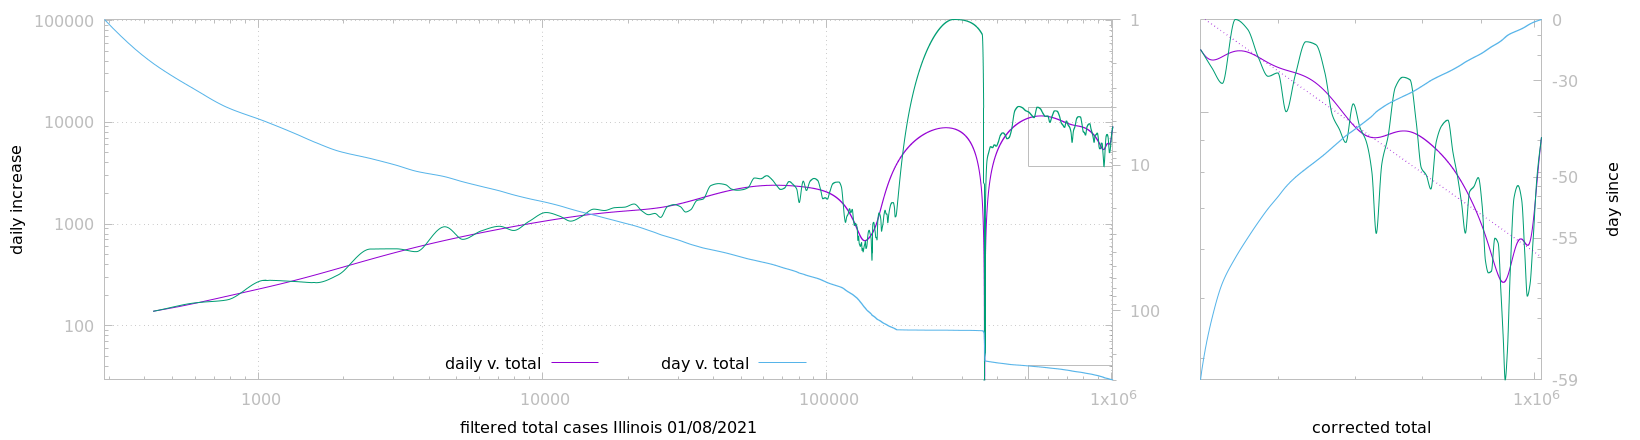 100000
10000
1000
100
daily increase
daily v. total
day v. total
1000
10000
100000
1x10^6
filtered total cases Illinois 01/08/2021
1
10
100
0
-30
-50
-55
-59
day since
1x10^6
corrected total